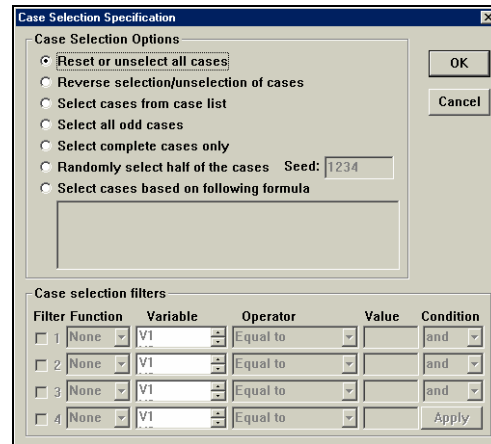 Case Selection Specification
Case Selection Options
Reset or unselect all cases
Reverse selection/unselection of cases
Select cases from case list
Select all odd cases
Select complete cases only
Randomly select half of the cases Seed: 1234
Select cases based on following formula
OK
Cancel
Case selection filters
Filter Function Variable Operator Value Condition
1 None V1 Equal to and
2 None V1 Equal to and
3 None V1 Equal to and
4 None V1 Equal to Apply